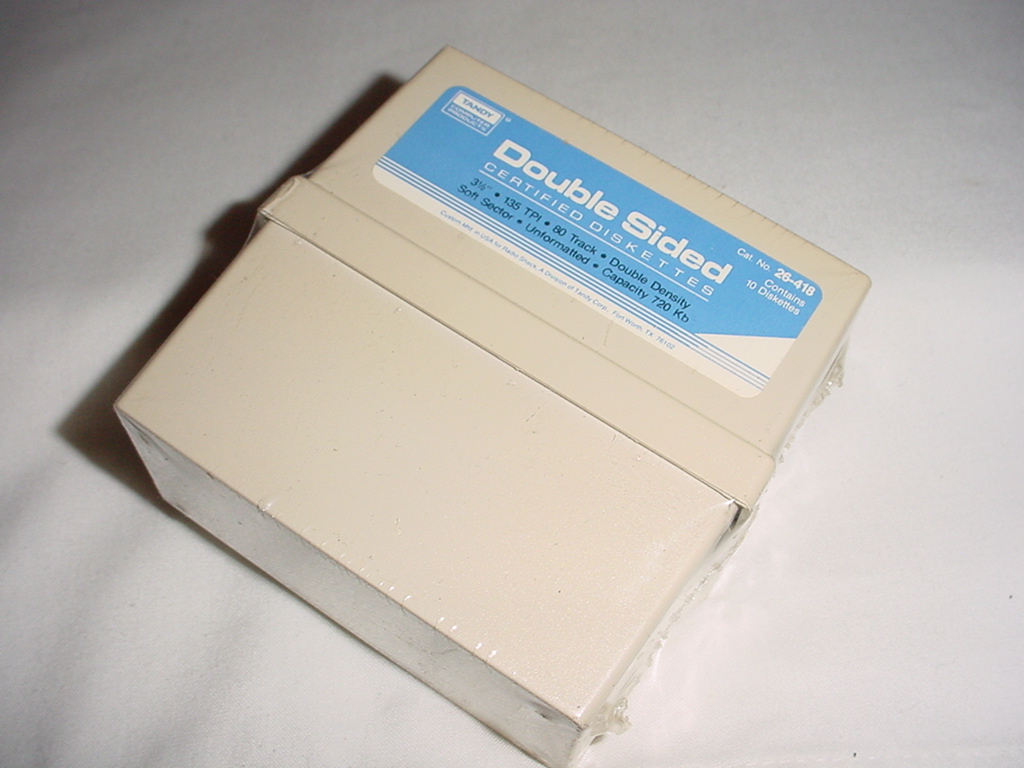 TANDY
COMPUTER
PRODUCTS
®
Double Sided
CERTIFIED DISKETTES
3½" • 135 TPI • 80 Track • Double Density
Soft Sector • Unformatted • Capacity 720 Kb
Cat. No. 26-418
Contains
10 Diskettes
Custom Mfd. in USA for Radio Shack, A Division of Tandy Corp., Fort Worth, TX 76102